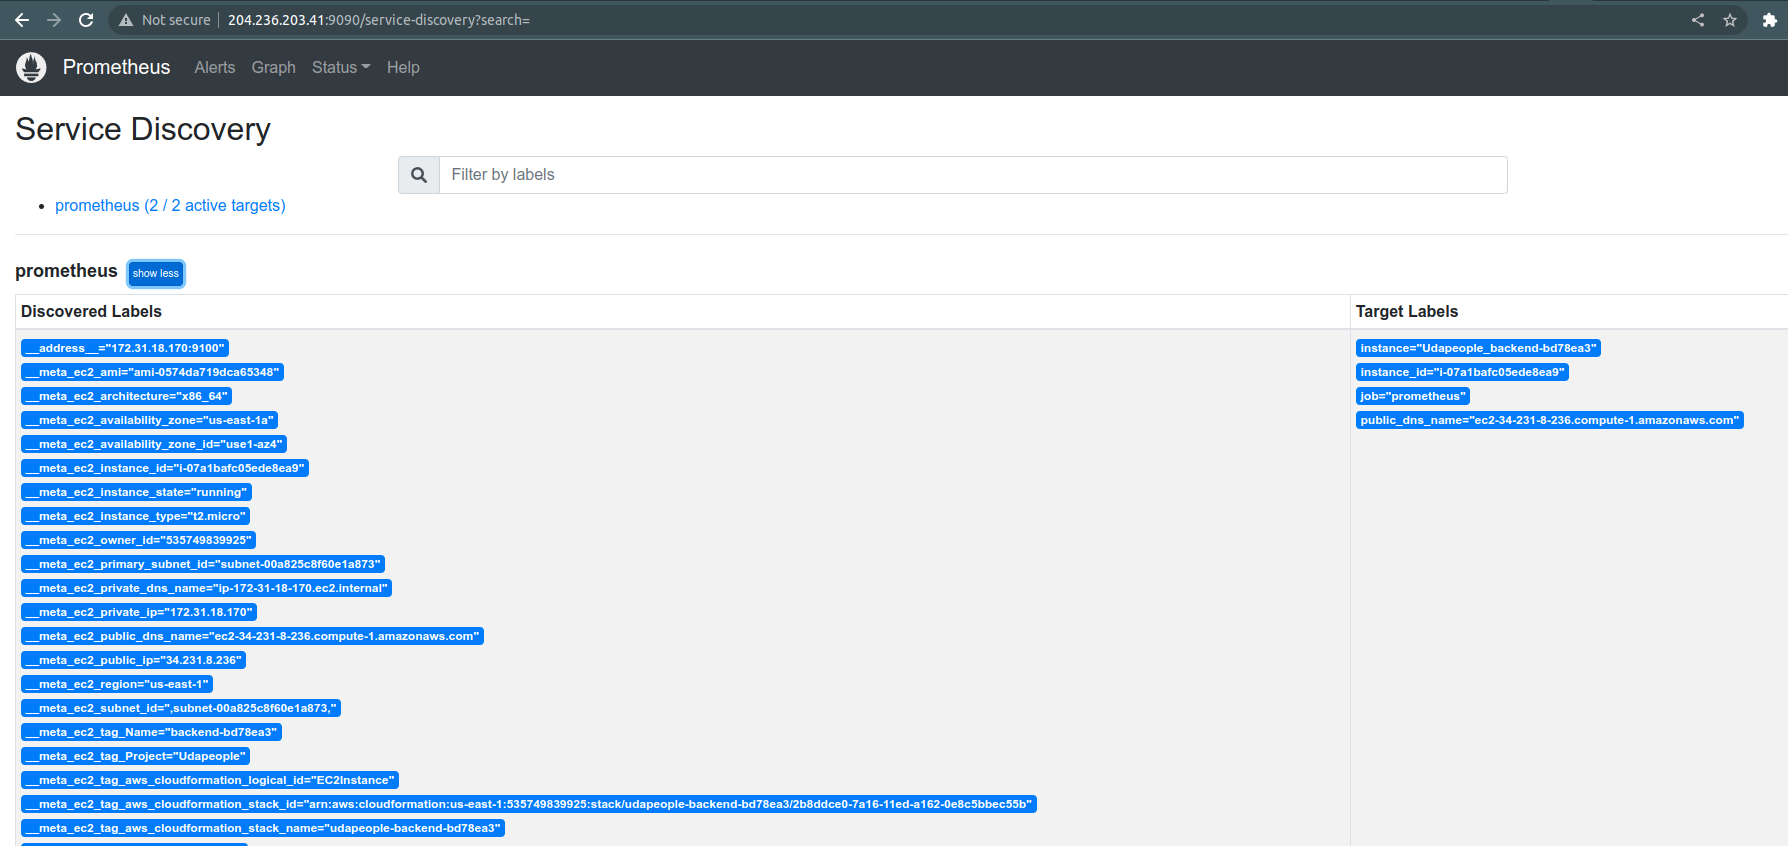 Not secure 204.236.203.41:9090/service-discovery?search=
Prometheus Alerts Graph Status Help
Service Discovery
Filter by labels
prometheus (2 / 2 active targets)
prometheus show less
Discovered Labels Target Labels
__address__="172.31.18.170:9100" instance="Udapeople_backend-bd78ea3"
__meta_ec2_ami="ami-0574da719dca65348" instance_id="i-07a1bafc05ede8ea9"
__meta_ec2_architecture="x86_64" job="prometheus"
__meta_ec2_availability_zone="us-east-1a" public_dns_name="ec2-34-231-8-236.compute-1.amazonaws.com"
__meta_ec2_availability_zone_id="use1-az4"
__meta_ec2_instance_id="i-07a1bafc05ede8ea9"
__meta_ec2_instance_state="running"
__meta_ec2_instance_type="t2.micro"
__meta_ec2_owner_id="535749839925"
__meta_ec2_primary_subnet_id="subnet-00a825c8f60e1a873"
__meta_ec2_private_dns_name="ip-172-31-18-170.ec2.internal"
__meta_ec2_private_ip="172.31.18.170"
__meta_ec2_public_dns_name="ec2-34-231-8-236.compute-1.amazonaws.com"
__meta_ec2_public_ip="34.231.8.236"
__meta_ec2_region="us-east-1"
__meta_ec2_subnet_id=",subnet-00a825c8f60e1a873,"
__meta_ec2_tag_Name="backend-bd78ea3"
__meta_ec2_tag_Project="Udapeople"
__meta_ec2_tag_aws_cloudformation_logical_id="EC2Instance"
__meta_ec2_tag_aws_cloudformation_stack_id="arn:aws:cloudformation:us-east-1:535749839925:stack/udapeople-backend-bd78ea3/2b8ddce0-7a16-11ed-a162-0e8c5bbec55b"
__meta_ec2_tag_aws_cloudformation_stack_name="udapeople-backend-bd78ea3"